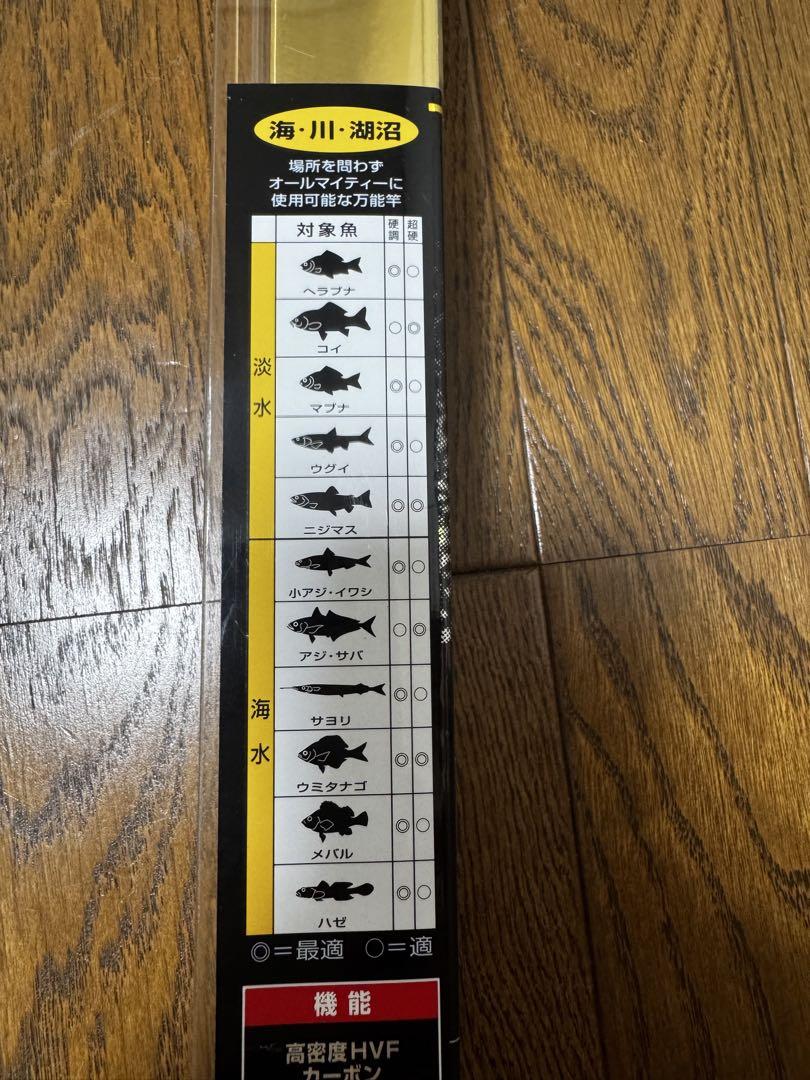 海・川・湖沼
場所を問わず
オールマイティーに
使用可能な万能竿
対象魚 硬調 超硬
淡水
ヘラブナ ◎ ○
コイ ○ ◎
マブナ ◎ ○
ウグイ ◎ ○
ニジマス ◎ ◎
海水
小アジ・イワシ ◎ ○
アジ・サバ ○ ◎
サヨリ ◎ ○
ウミタナゴ ◎ ◎
メバル ◎ ○
ハゼ ◎ ○
◎＝最適 ○＝適
機能
高密度HVF
カーボン